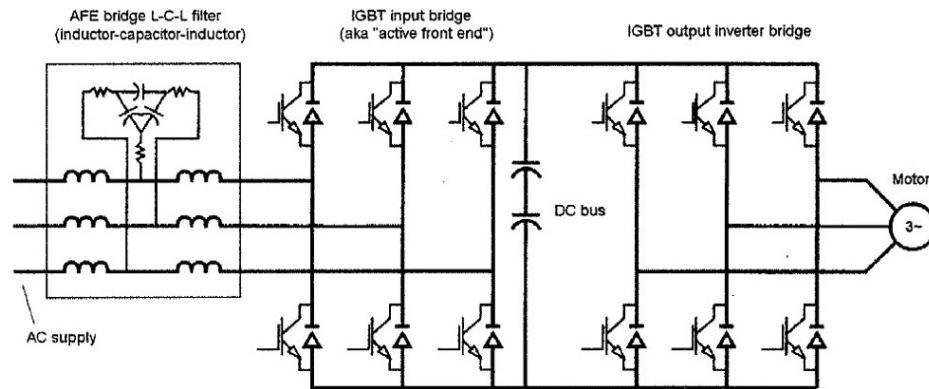 AFE bridge L-C-L filter
(inductor-capacitor-inductor)
IGBT input bridge
(aka "active front end")
IGBT output inverter bridge
DC bus
Motor
3~
AC supply